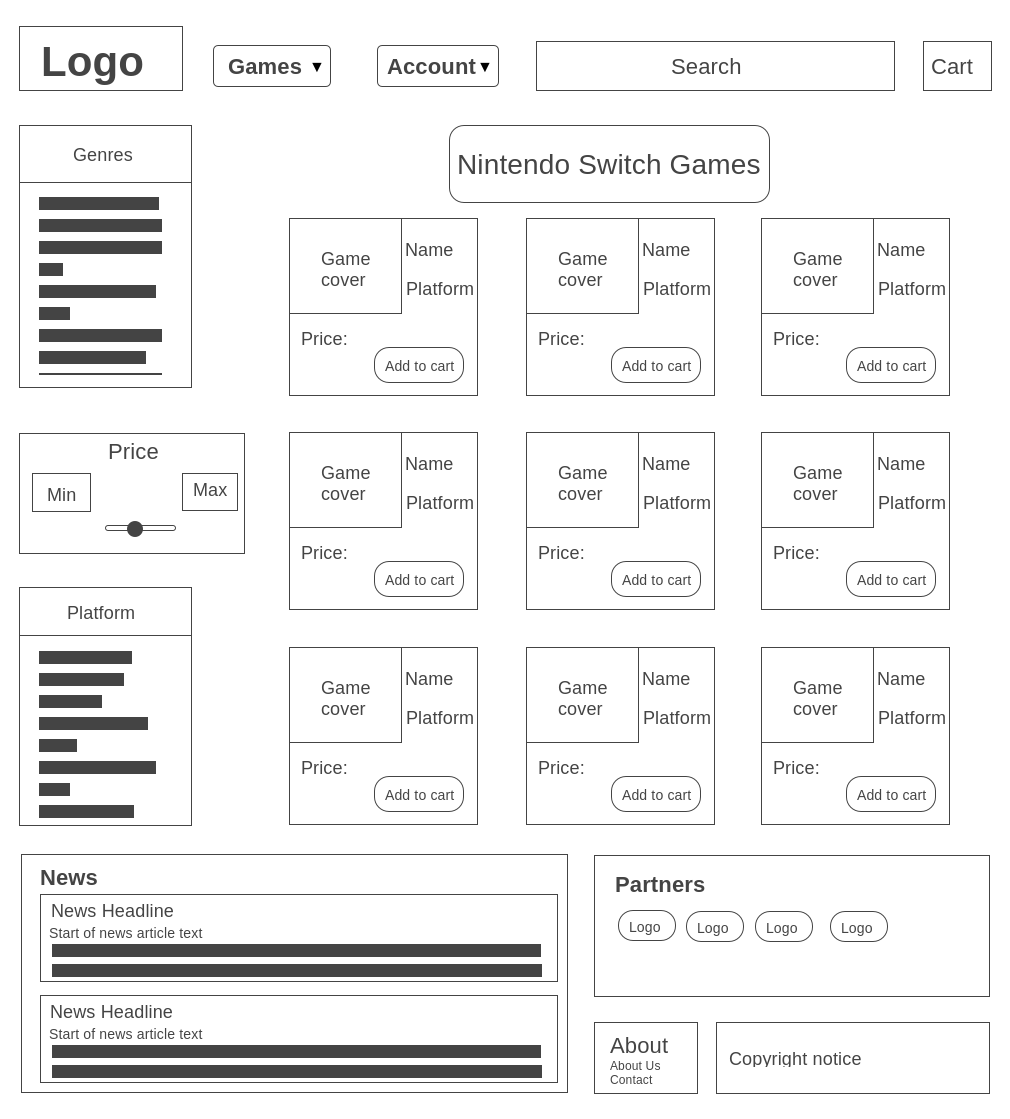 Logo
Games ▼
Account ▼
Search
Cart
Genres
Nintendo Switch Games
Game
cover
Name
Platform
Price:
Add to cart
Game
cover
Name
Platform
Price:
Add to cart
Game
cover
Name
Platform
Price:
Add to cart
Price
Min
Max
Game
cover
Name
Platform
Price:
Add to cart
Game
cover
Name
Platform
Price:
Add to cart
Game
cover
Name
Platform
Price:
Add to cart
Platform
Game
cover
Name
Platform
Price:
Add to cart
Game
cover
Name
Platform
Price:
Add to cart
Game
cover
Name
Platform
Price:
Add to cart
News
News Headline
Start of news article text
News Headline
Start of news article text
Partners
Logo
Logo
Logo
Logo
About
About Us
Contact
Copyright notice